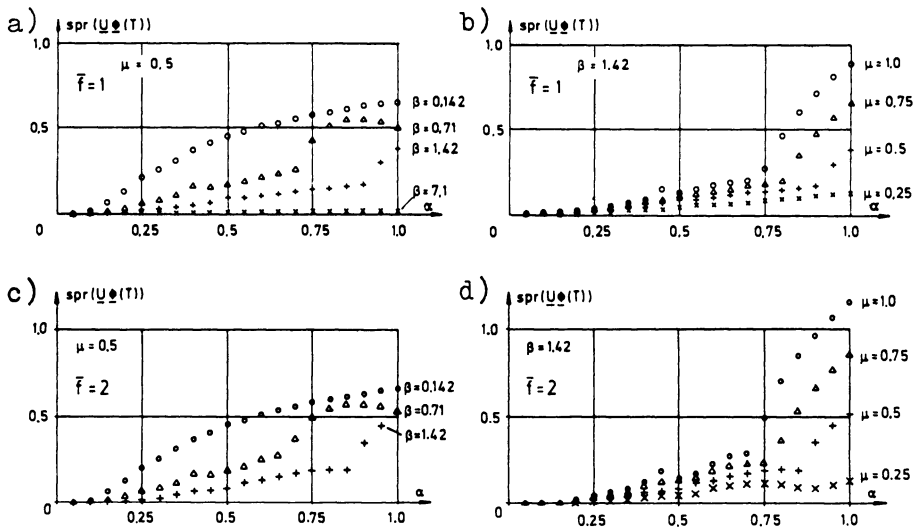 a)
spr(U Φ(T))
1,0
μ = 0,5
f̅ = 1
β = 0,142
0,5
β = 0,71
β = 1,42
β = 7,1
α
0
0,25
0,5
0,75
1,0
b)
spr(U Φ(T))
1,0
β = 1,42
f̅ = 1
μ = 1.0
μ = 0,75
0,5
μ = 0,5
μ = 0,25
α
0
0,25
0,5
0,75
1,0
c)
spr(U Φ(T))
1,0
μ = 0.5
f̅ = 2
β = 0,142
0,5
β = 0.71
β = 1.42
α
0
0,25
0,5
0,75
1,0
d)
spr(U Φ(T))
1,0
β = 1,42
f̅ = 2
μ = 1,0
μ = 0,75
0,5
μ = 0,5
μ = 0,25
α
0
0,25
0,5
0,75
1,0